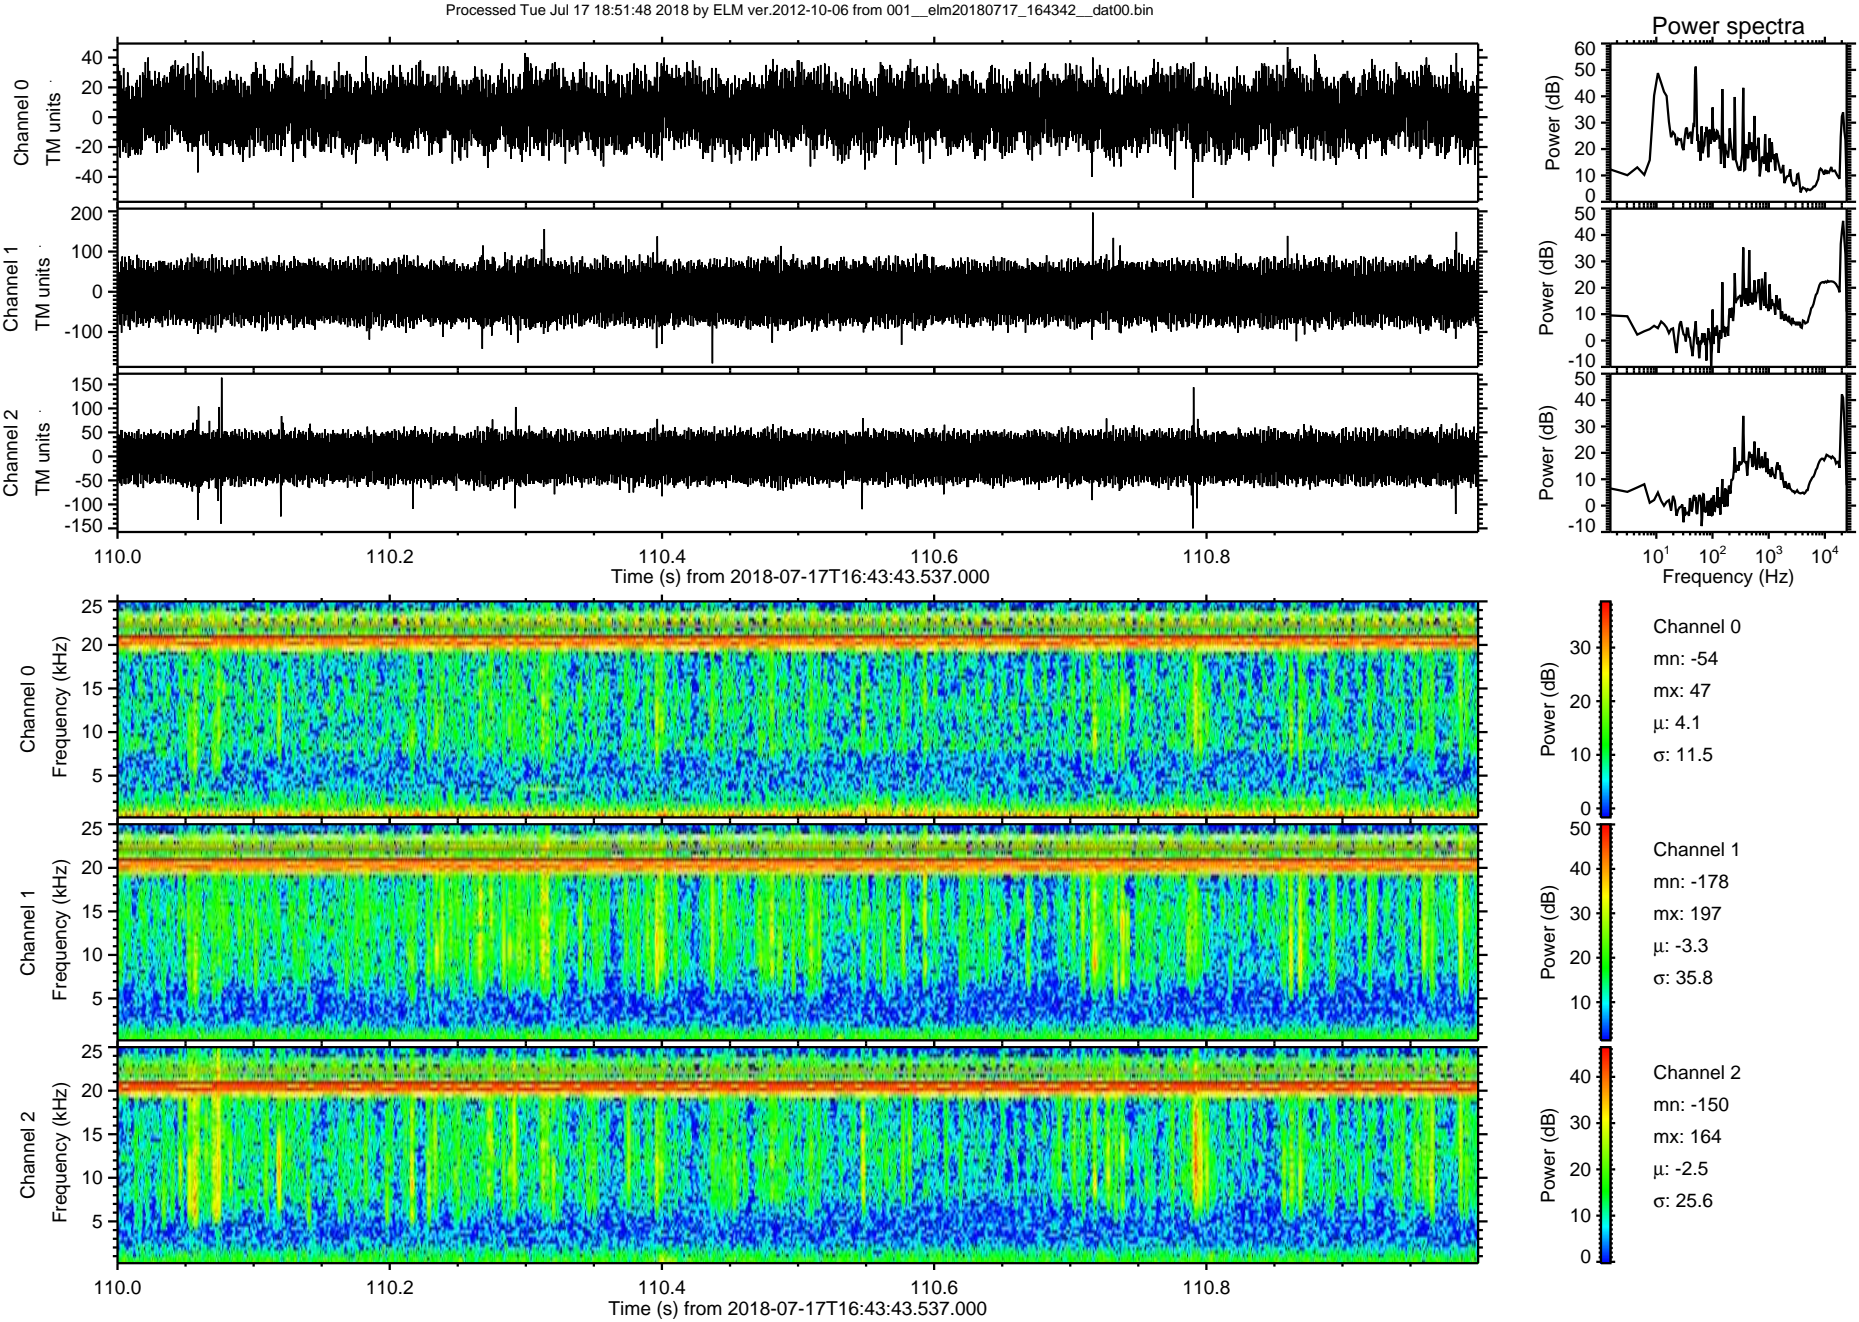 Processed Tue Jul 17 18:51:48 2018 by ELM ver.2012-10-06 from 001__elm20180717_164342__dat00.bin
Power spectra
Channel 0
TM units
40
20
0
-20
-40
Power (dB)
60
50
40
30
20
10
0
Channel 1
TM units
200
100
0
-100
Power (dB)
50
40
30
20
10
0
-10
Channel 2
TM units
150
100
50
0
-50
-100
-150
Power (dB)
50
40
30
20
10
0
-10
110.0 110.2 110.4 110.6 110.8
Time (s) from 2018-07-17T16:43:43.537.000
10^1 10^2 10^3 10^4
Frequency (Hz)
Channel 0
Frequency (kHz)
25
20
15
10
5
Power (dB)
30
20
10
0
Channel 0
mn: -54
mx: 47
μ: 4.1
σ: 11.5
Channel 1
Frequency (kHz)
25
20
15
10
5
Power (dB)
50
40
30
20
10
Channel 1
mn: -178
mx: 197
μ: -3.3
σ: 35.8
Channel 2
Frequency (kHz)
25
20
15
10
5
Power (dB)
40
30
20
10
0
Channel 2
mn: -150
mx: 164
μ: -2.5
σ: 25.6
110.0 110.2 110.4 110.6 110.8
Time (s) from 2018-07-17T16:43:43.537.000